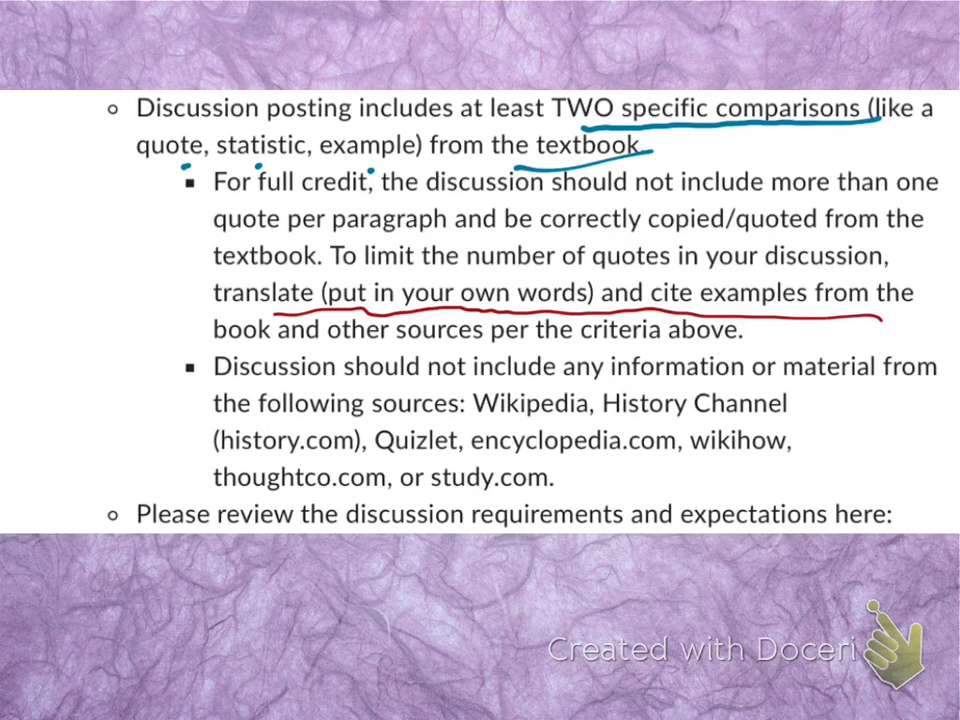 Discussion posting includes at least TWO specific comparisons (like a
quote, statistic, example) from the textbook.
For full credit, the discussion should not include more than one
quote per paragraph and be correctly copied/quoted from the
textbook. To limit the number of quotes in your discussion,
translate (put in your own words) and cite examples from the
book and other sources per the criteria above.
Discussion should not include any information or material from
the following sources: Wikipedia, History Channel
(history.com), Quizlet, encyclopedia.com, wikihow,
thoughtco.com, or study.com.
Please review the discussion requirements and expectations here:
Created with Doceri